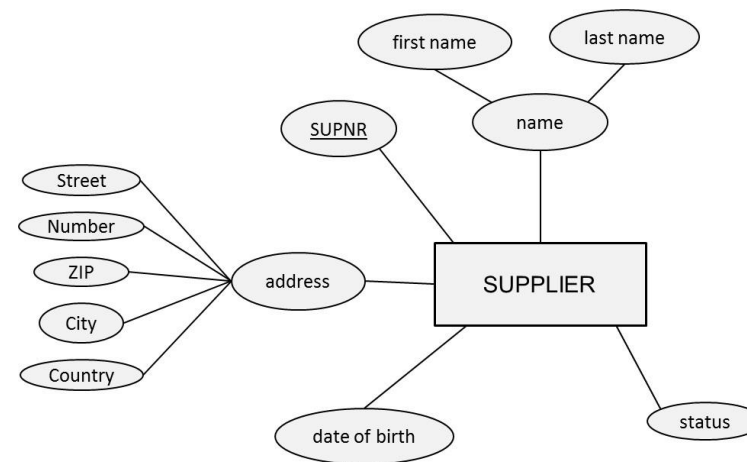 first name
last name
SUPNR
name
Street
Number
ZIP
City
Country
address
SUPPLIER
date of birth
status